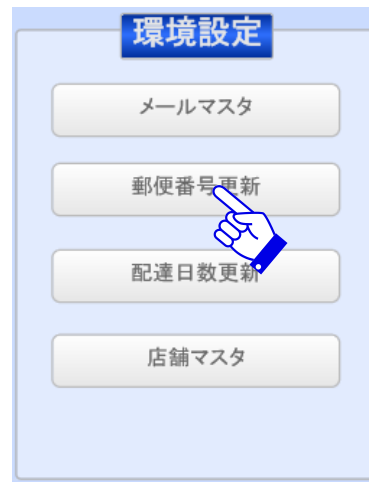 環境設定
メールマスタ
郵便番号更新
配達日数更新
店舗マスタ